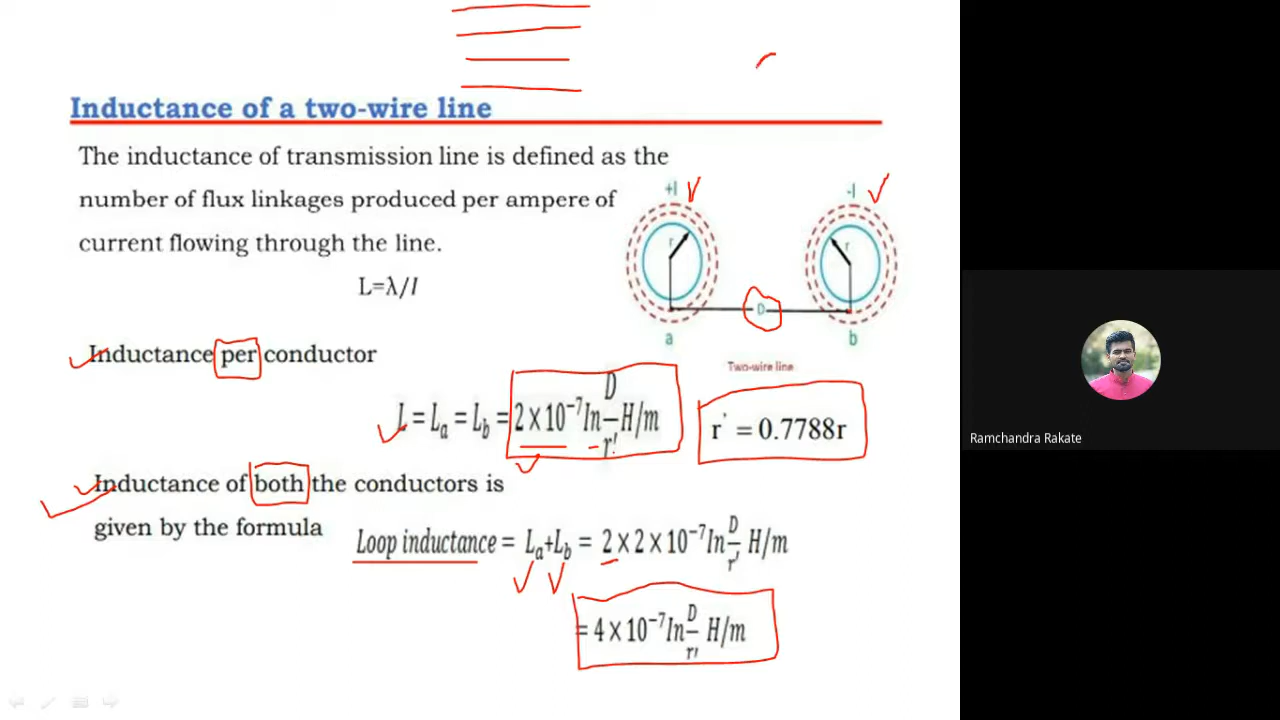 Inductance of a two-wire line
The inductance of transmission line is defined as the
number of flux linkages produced per ampere of
current flowing through the line.
L=λ/I
+I
-I
r
r
D
a
b
Two-wire line
Inductance per conductor
L = La = Lb = 2 × 10⁻⁷ ln D/r' H/m
r' = 0.7788r
Inductance of both the conductors is
given by the formula
Loop inductance = La+Lb = 2 × 2 × 10⁻⁷ ln D/r' H/m
= 4 × 10⁻⁷ ln D/r' H/m
Ramchandra Rakate